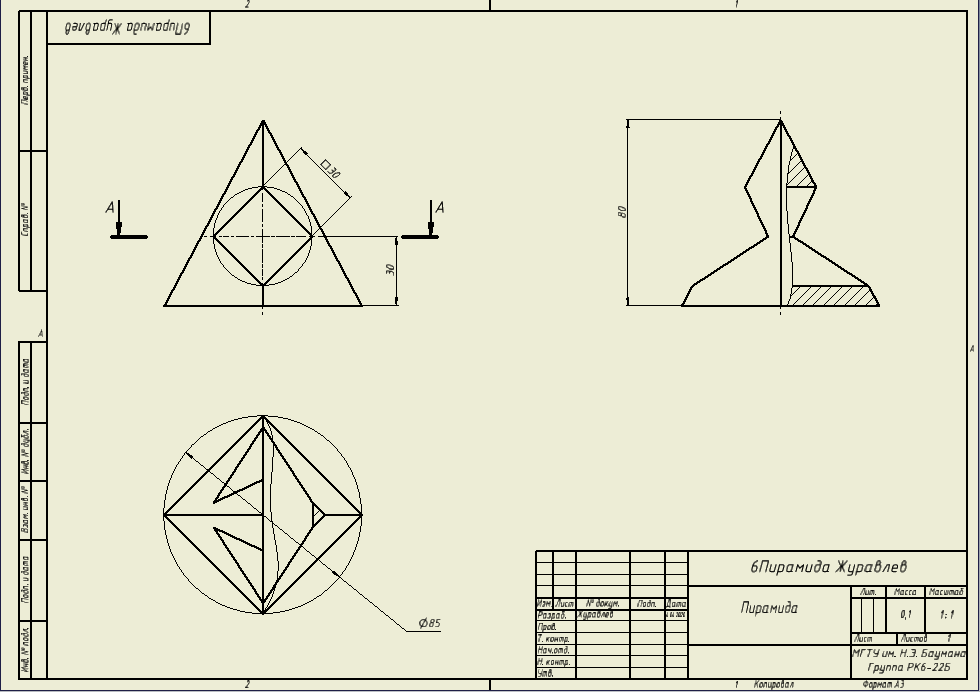 2
1
6Пирамида Журавлев
Перв. примен.
Справ. №
А
А
□30
30
80
А
А
Подп. и дата
Инв. № дубл.
Взам. инв. №
Подп. и дата
Инв. № подл.
Ø85
6Пирамида Журавлев
Изм. Лист № докум. Подп. Дата
Разраб. Журавлев
Пров.
Т. контр.
Нач.отд.
Н. контр.
Утв.
Пирамида
Лит. Масса Масштаб
0,1 1:1
Лист Листов 1
МГТУ им. Н.Э. Баумана
Группа РК6-22Б
2
1 Копировал Формат А3